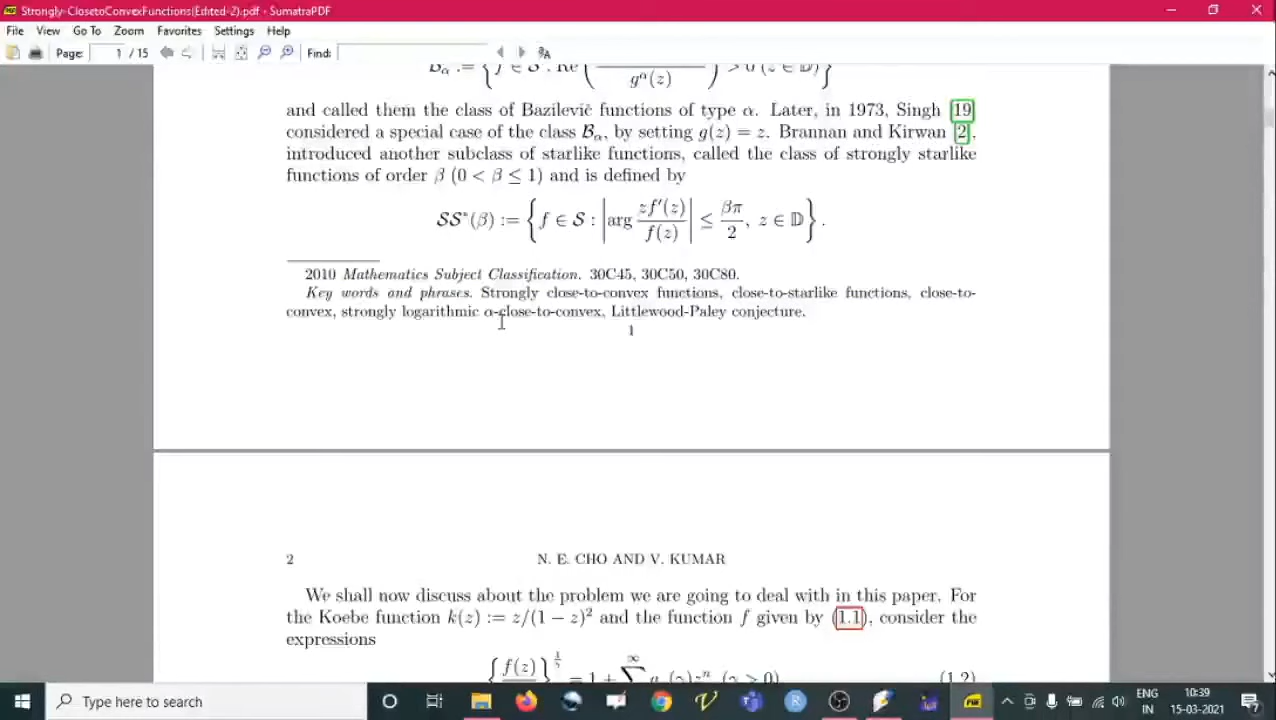 Strongly-ClosetoConvexFunctions(Edited-2).pdf - SumatraPDF
File View Go To Zoom Favorites Settings Help
Page: 1 / 15 Find:
and called them the class of Bazilevič functions of type α. Later, in 1973, Singh [19]
considered a special case of the class 𝓑α, by setting g(z) = z. Brannan and Kirwan [2],
introduced another subclass of starlike functions, called the class of strongly starlike
functions of order β (0 < β ≤ 1) and is defined by
𝒮𝒮*(β) := { f ∈ 𝒮 : | arg zf′(z)/f(z) | ≤ βπ/2, z ∈ 𝔻 }.
2010 Mathematics Subject Classification. 30C45, 30C50, 30C80.
Key words and phrases. Strongly close-to-convex functions, close-to-starlike functions, close-to-
convex, strongly logarithmic α-close-to-convex, Littlewood-Paley conjecture.
1
2 N. E. CHO AND V. KUMAR
We shall now discuss about the problem we are going to deal with in this paper. For
the Koebe function k(z) := z/(1 − z)² and the function f given by (1.1), consider the
expressions
Type here to search
ENG 10:39
IN 15-03-2021